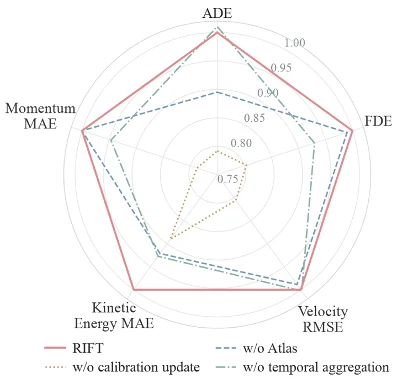 ADE
1.00
0.95
0.90
0.85
0.80
0.75
Momentum
MAE
FDE
Kinetic
Energy MAE
Velocity
RMSE
RIFT
w/o Atlas
w/o calibration update
w/o temporal aggregation